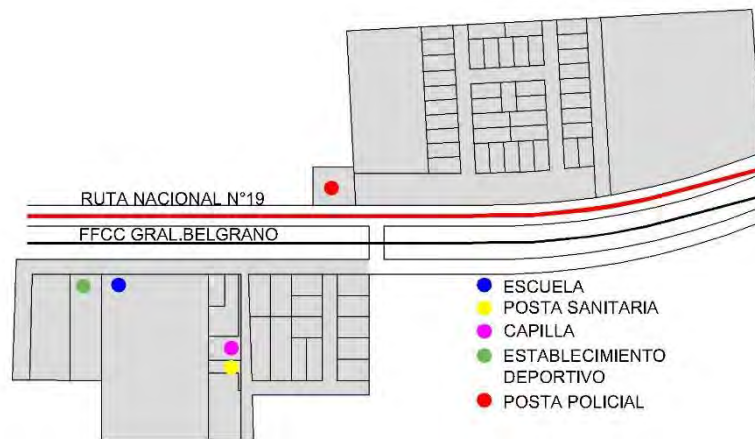 RUTA NACIONAL N°19
FFCC GRAL.BELGRANO
ESCUELA
POSTA SANITARIA
CAPILLA
ESTABLECIMIENTO
DEPORTIVO
POSTA POLICIAL